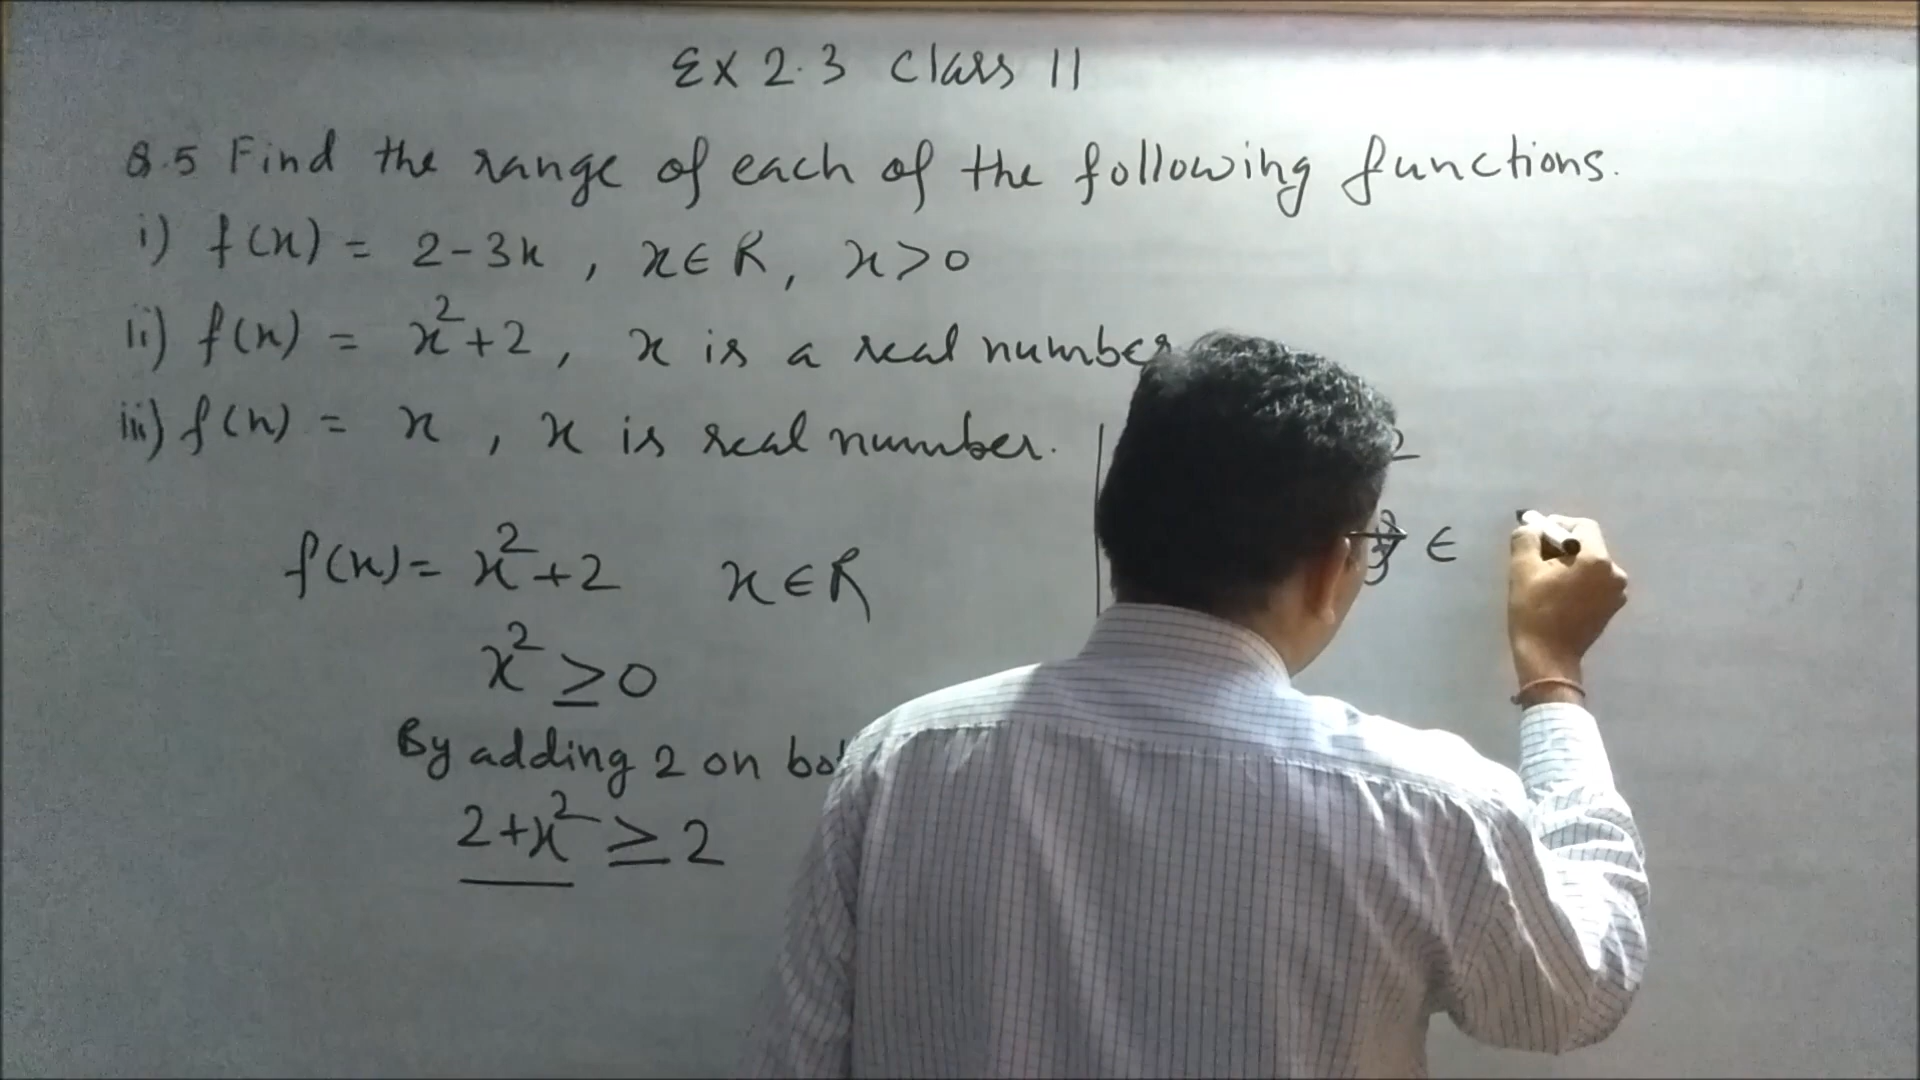 Ex 2.3 Class 11
Q.5 Find the range of each of the following functions.
i) f(x) = 2-3x , x∈R, x>0
ii) f(x) = x²+2, x is a real number
iii) f(x) = x , x is real number.
f(x)= x²+2 x∈R
x² ≥0
By adding 2 on
2+x² ≥2
2
y ∈